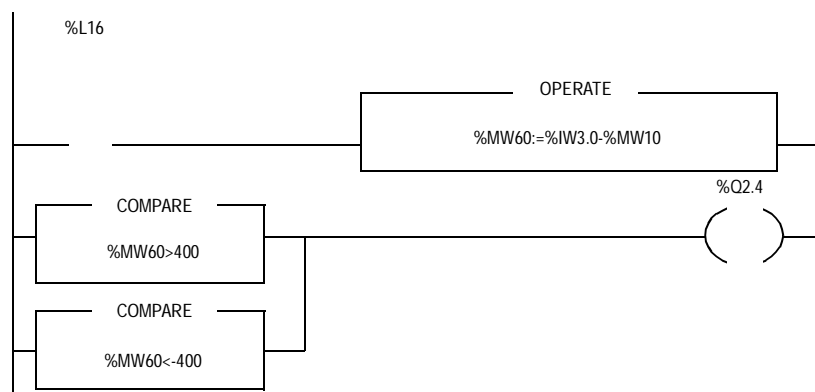 %L16
OPERATE
%MW60:=%IW3.0-%MW10
%Q2.4
COMPARE
%MW60>400
COMPARE
%MW60<-400